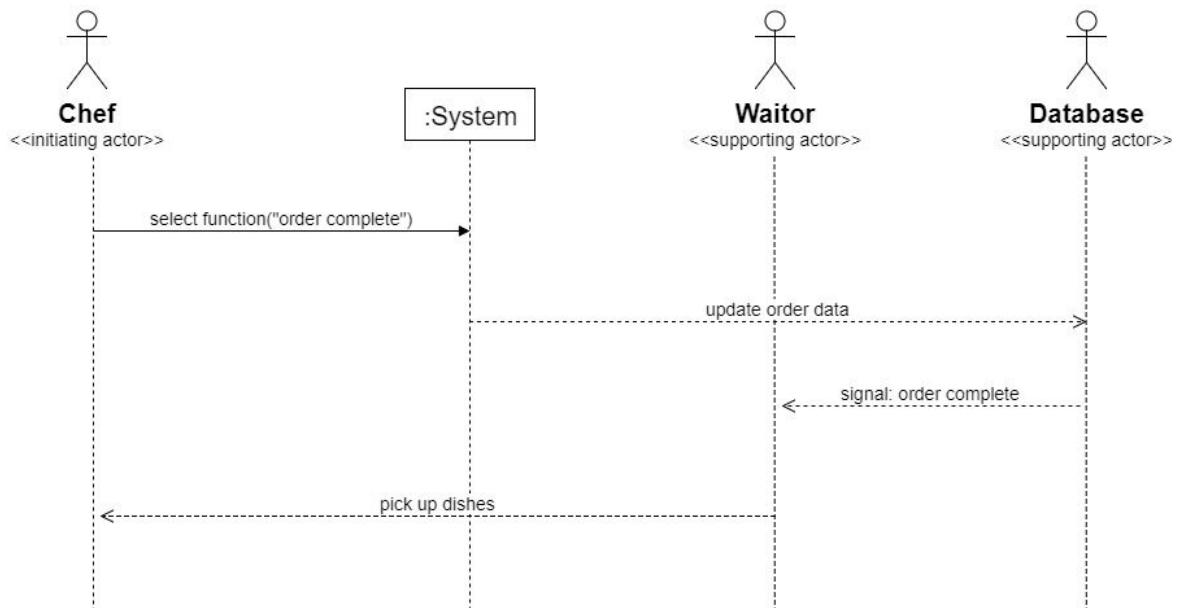 Chef
<<initiating actor>>
:System
Waitor
<<supporting actor>>
Database
<<supporting actor>>
select function("order complete")
update order data
signal: order complete
pick up dishes